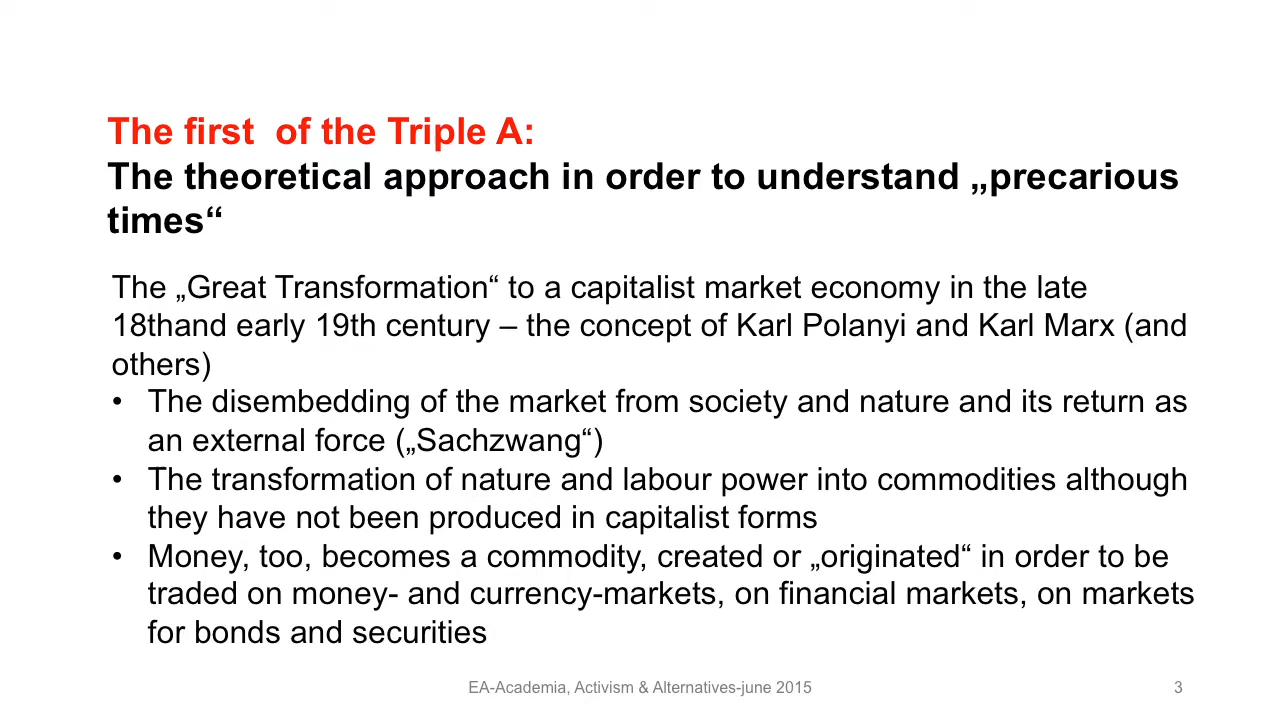 The first  of the Triple A:
The theoretical approach in order to understand „precarious
times“
The „Great Transformation“ to a capitalist market economy in the late
18thand early 19th century – the concept of Karl Polanyi and Karl Marx (and
others)
• The disembedding of the market from society and nature and its return as
an external force („Sachzwang“)
• The transformation of nature and labour power into commodities although
they have not been produced in capitalist forms
• Money, too, becomes a commodity, created or „originated“ in order to be
traded on money- and currency-markets, on financial markets, on markets
for bonds and securities
EA-Academia, Activism & Alternatives-june 2015
3